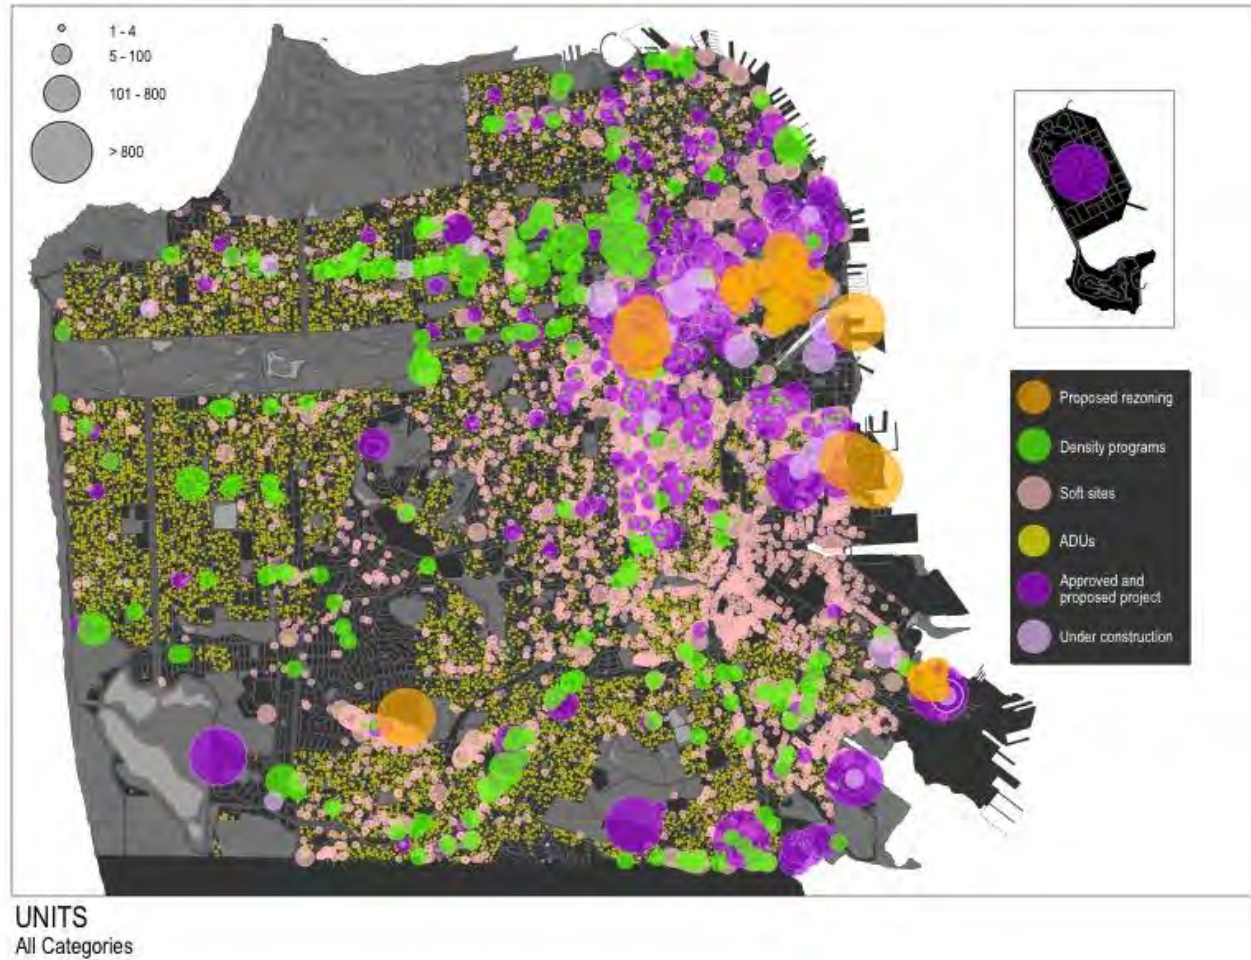 1 - 4
5 - 100
101 - 800
> 800
Proposed rezoning
Density programs
Soft sites
ADUs
Approved and
proposed project
Under construction
UNITS
All Categories